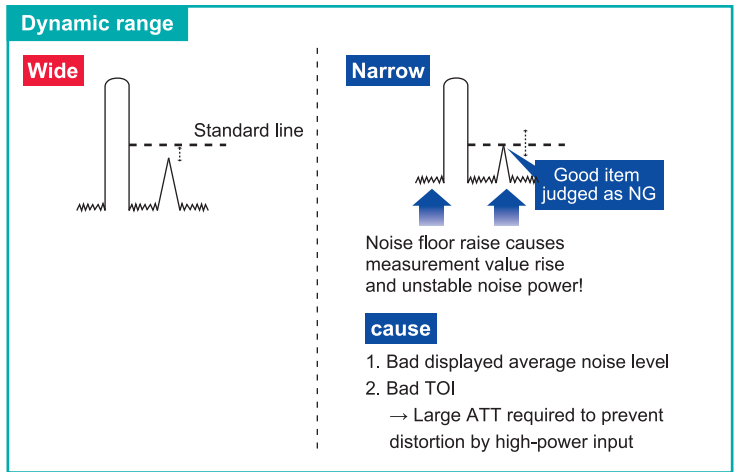 Dynamic range
Wide
Standard line
Narrow
Good item
judged as NG
Noise floor raise causes
measurement value rise
and unstable noise power!
cause
1. Bad displayed average noise level
2. Bad TOI
→ Large ATT required to prevent
distortion by high-power input